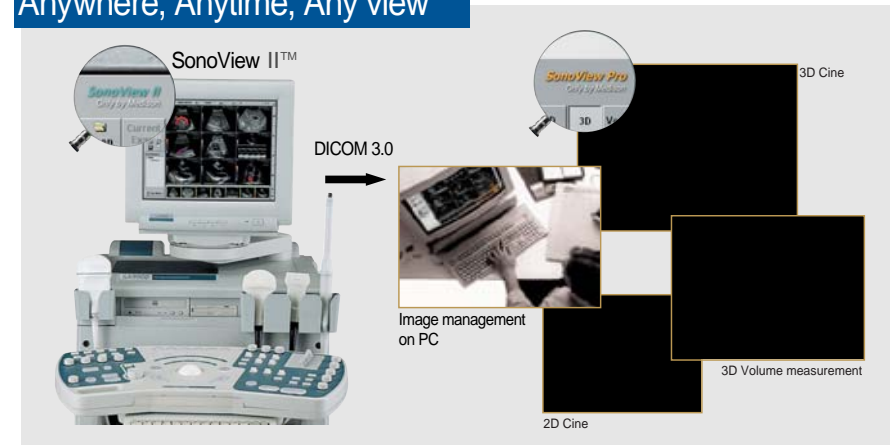 Anywhere, Anytime, Any view
SonoView II™
SonoView II
Only by Medison
Current
DICOM 3.0
SonoView Pro
Only by Medison
3D
3D Cine
Image management
on PC
3D Volume measurement
2D Cine